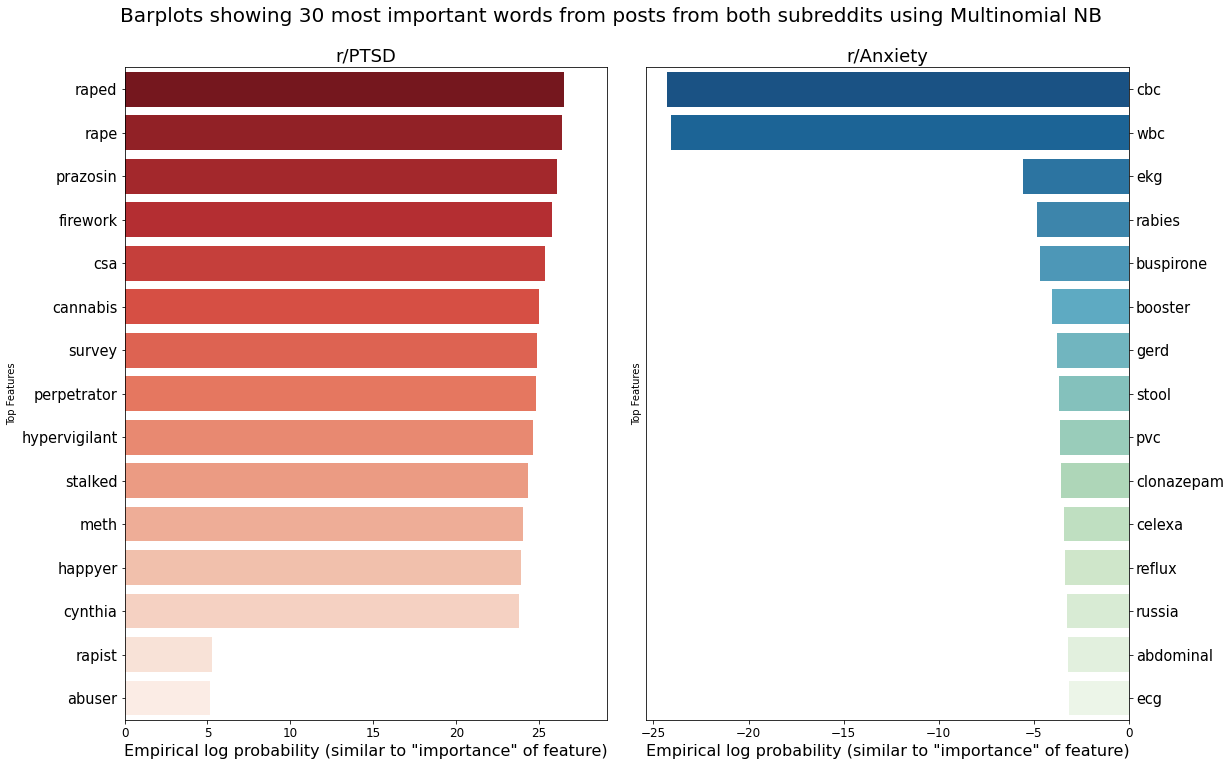 Barplots showing 30 most important words from posts from both subreddits using Multinomial NB
r/PTSD
raped
rape
prazosin
firework
csa
cannabis
survey
perpetrator
hypervigilant
stalked
meth
happyer
cynthia
rapist
abuser
Top Features
0 5 10 15 20 25
Empirical log probability (similar to "importance" of feature)
r/Anxiety
cbc
wbc
ekg
rabies
buspirone
booster
gerd
stool
pvc
clonazepam
celexa
reflux
russia
abdominal
ecg
Top Features
−25 −20 −15 −10 −5 0
Empirical log probability (similar to "importance" of feature)